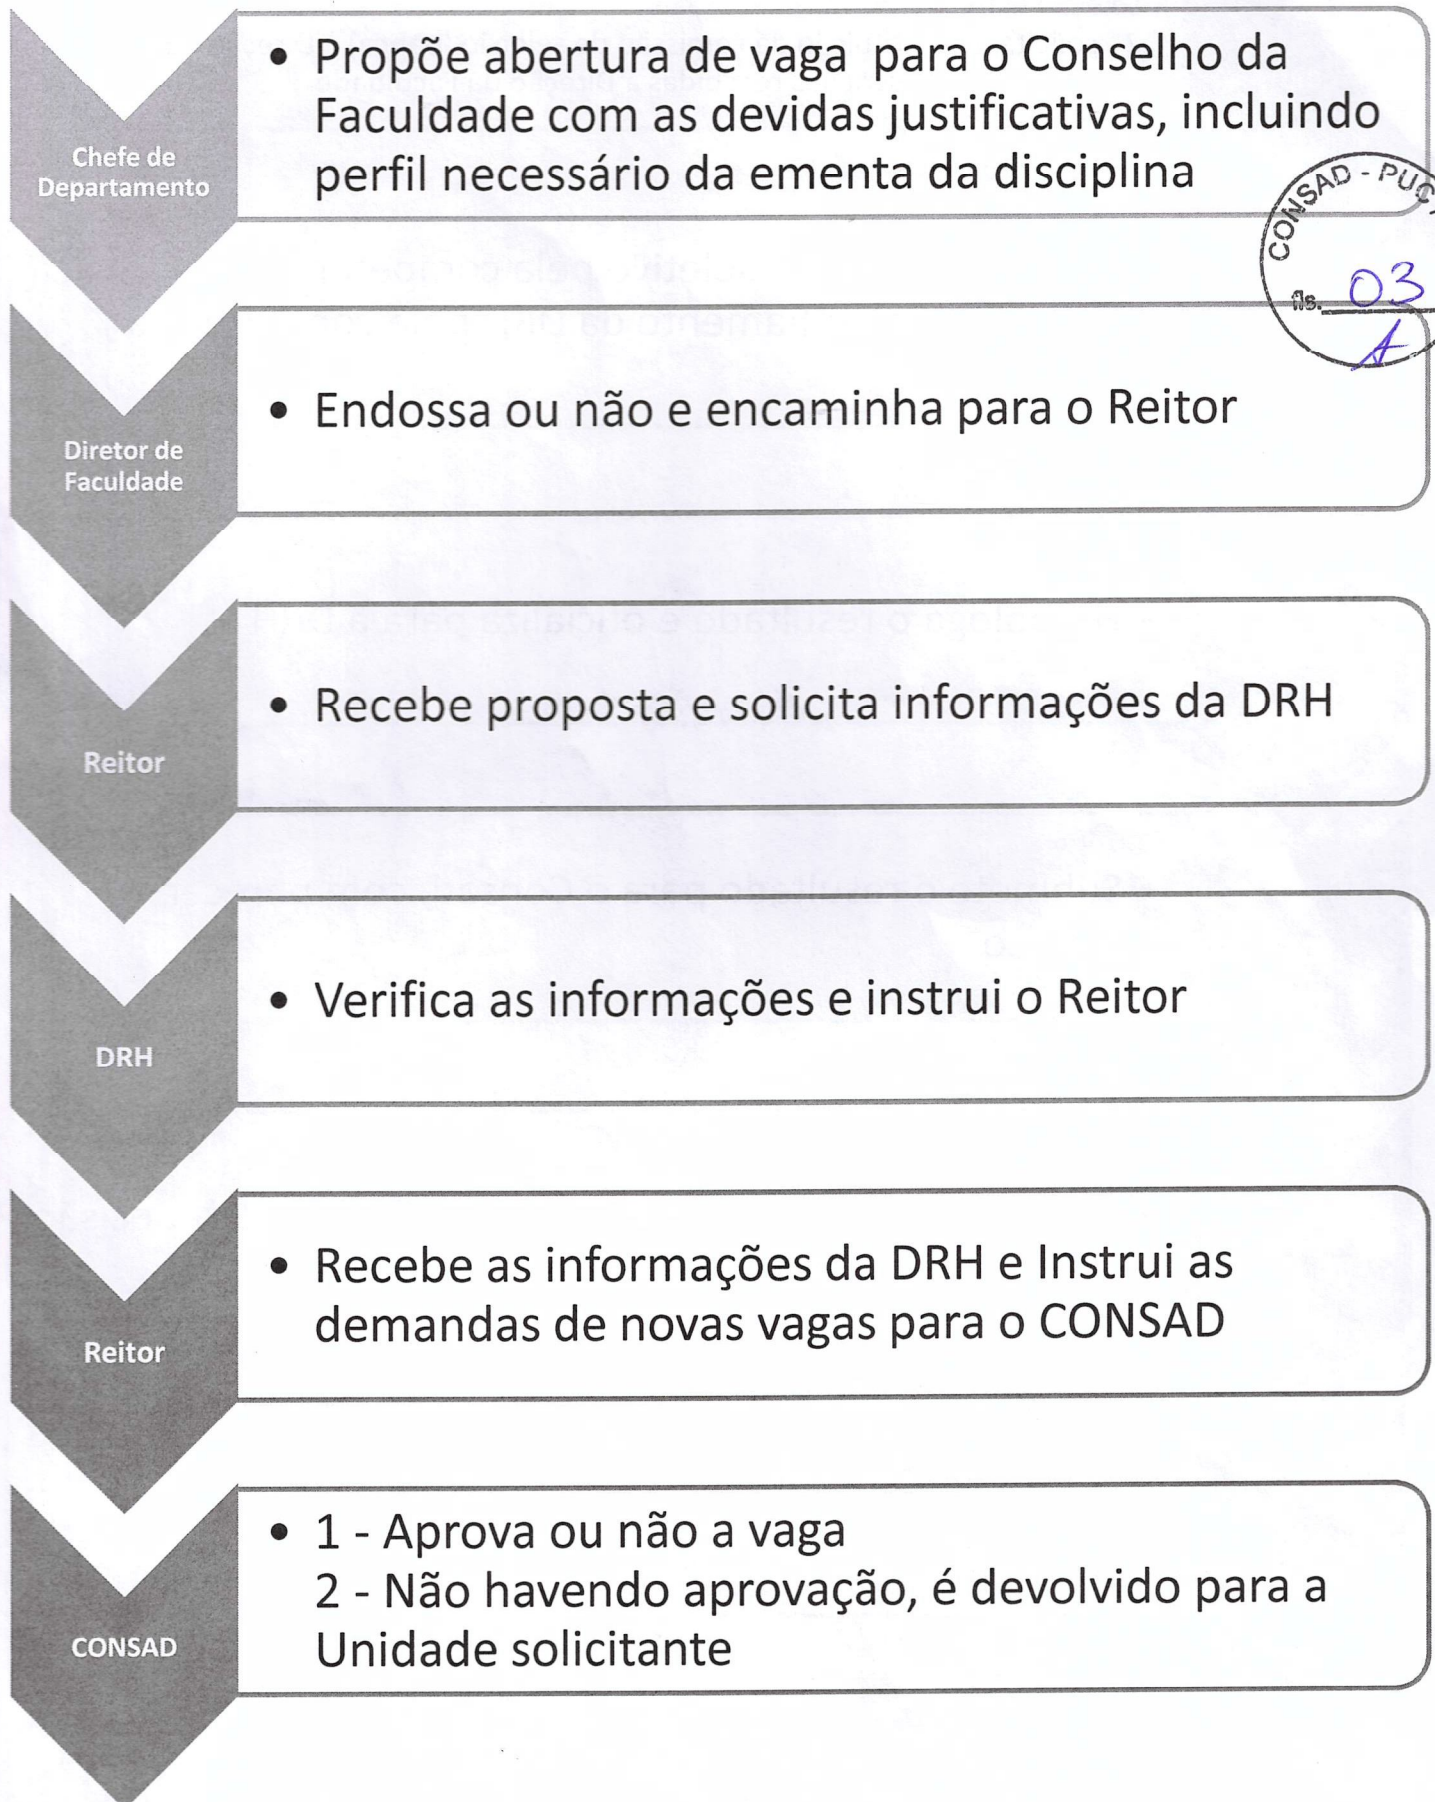 Chefe de
Departamento
• Propõe abertura de vaga para o Conselho da
Faculdade com as devidas justificativas, incluindo
perfil necessário da ementa da disciplina
CONSAD - PUC
fls. 03
Diretor de
Faculdade
• Endossa ou não e encaminha para o Reitor
Reitor
• Recebe proposta e solicita informações da DRH
DRH
• Verifica as informações e instrui o Reitor
Reitor
• Recebe as informações da DRH e Instrui as
demandas de novas vagas para o CONSAD
CONSAD
• 1 - Aprova ou não a vaga
2 - Não havendo aprovação, é devolvido para a
Unidade solicitante